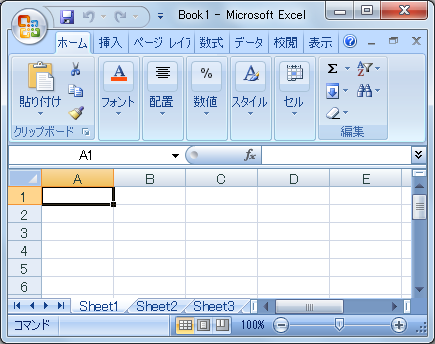 Book1 - Microsoft Excel
ホーム 挿入 ページ レイア 数式 データ 校閲 表示
貼り付け フォント 配置 数値 スタイル セル
クリップボード 編集
A1 fx
A B C D E
1
2
3
4
5
6
Sheet1 Sheet2 Sheet3
コマンド 100%